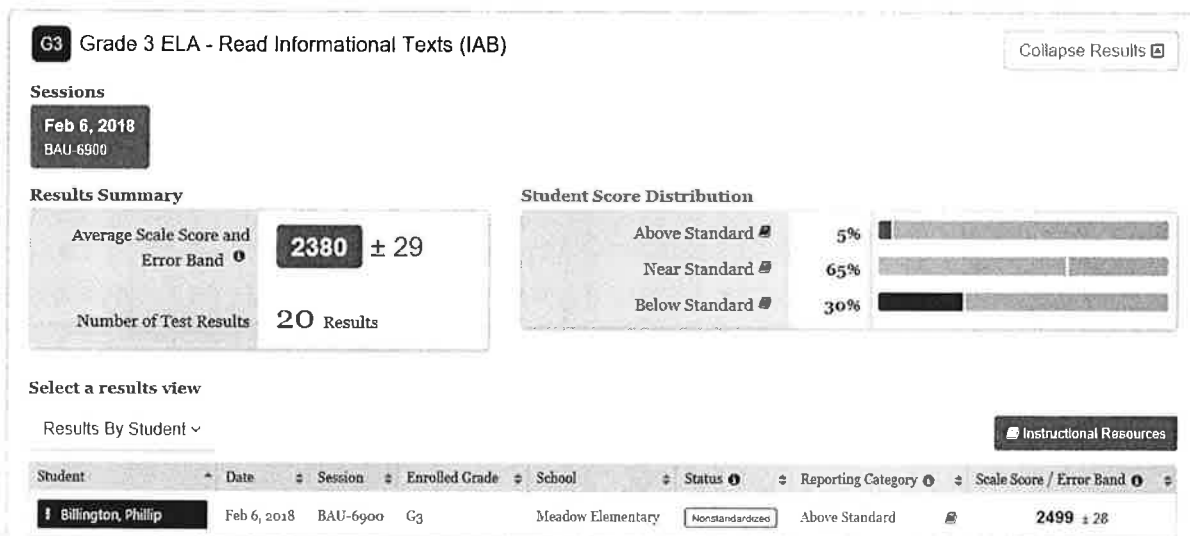 G3 Grade 3 ELA - Read Informational Texts (IAB)
Collapse Results
Sessions
Feb 6, 2018
BAU-6900
Results Summary
Average Scale Score and
Error Band
2380 ± 29
Number of Test Results
20 Results
Student Score Distribution
Above Standard 5%
Near Standard 65%
Below Standard 30%
Select a results view
Results By Student
Instructional Resources
Student Date Session Enrolled Grade School Status Reporting Category Scale Score / Error Band
Billington, Phillip Feb 6, 2018 BAU-6900 G3 Meadow Elementary Nonstandardized Above Standard 2499 ± 28